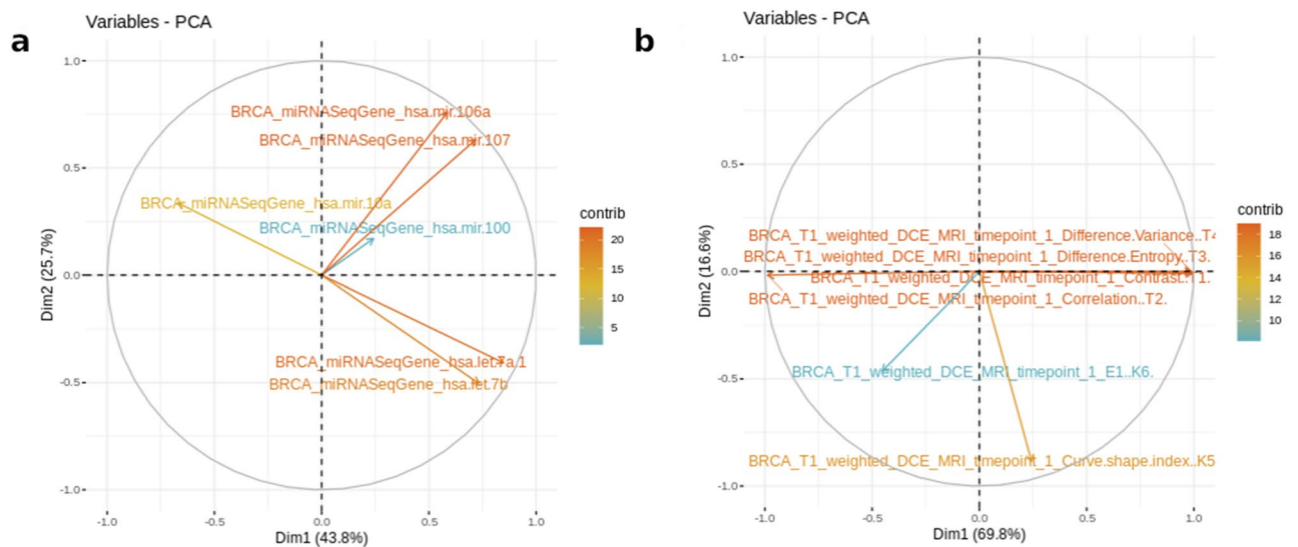 a
Variables - PCA
1.0
0.5
0.0
-0.5
-1.0
Dim2 (25.7%)
BRCA_miRNASeqGene_hsa.mir.106a
BRCA_miRNASeqGene_hsa.mir.107
BRCA_miRNASeqGene_hsa.mir.10a
BRCA_miRNASeqGene_hsa.mir.100
BRCA_miRNASeqGene_hsa.let.7a.1
BRCA_miRNASeqGene_hsa.let.7b
-1.0 -0.5 0.0 0.5 1.0
Dim1 (43.8%)
contrib
20
15
10
5
b
Variables - PCA
1.0
0.5
0.0
-0.5
-1.0
Dim2 (16.6%)
BRCA_T1_weighted_DCE_MRI_timepoint_1_Difference.Variance..T4
BRCA_T1_weighted_DCE_MRI_timepoint_1_Difference.Entropy..T3.
BRCA_T1_weighted_DCE_MRI_timepoint_1_Contrast..T1.
BRCA_T1_weighted_DCE_MRI_timepoint_1_Correlation..T2.
BRCA_T1_weighted_DCE_MRI_timepoint_1_E1..K6.
BRCA_T1_weighted_DCE_MRI_timepoint_1_Curve.shape.index..K5
-1.0 -0.5 0.0 0.5 1.0
Dim1 (69.8%)
contrib
18
16
14
12
10